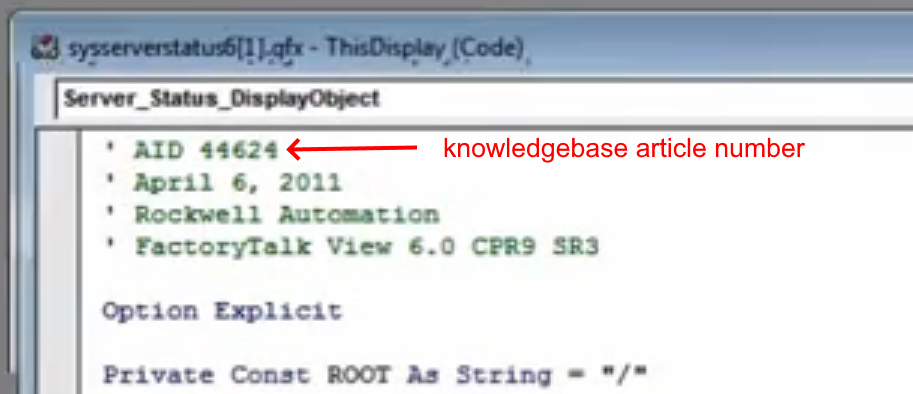 sysserverstatus6[1].gfx - ThisDisplay (Code)
Server_Status_DisplayObject
' AID 44624 knowledgebase article number
' April 6, 2011
' Rockwell Automation
' FactoryTalk View 6.0 CPR9 SR3
Option Explicit
Private Const ROOT As String = "/"